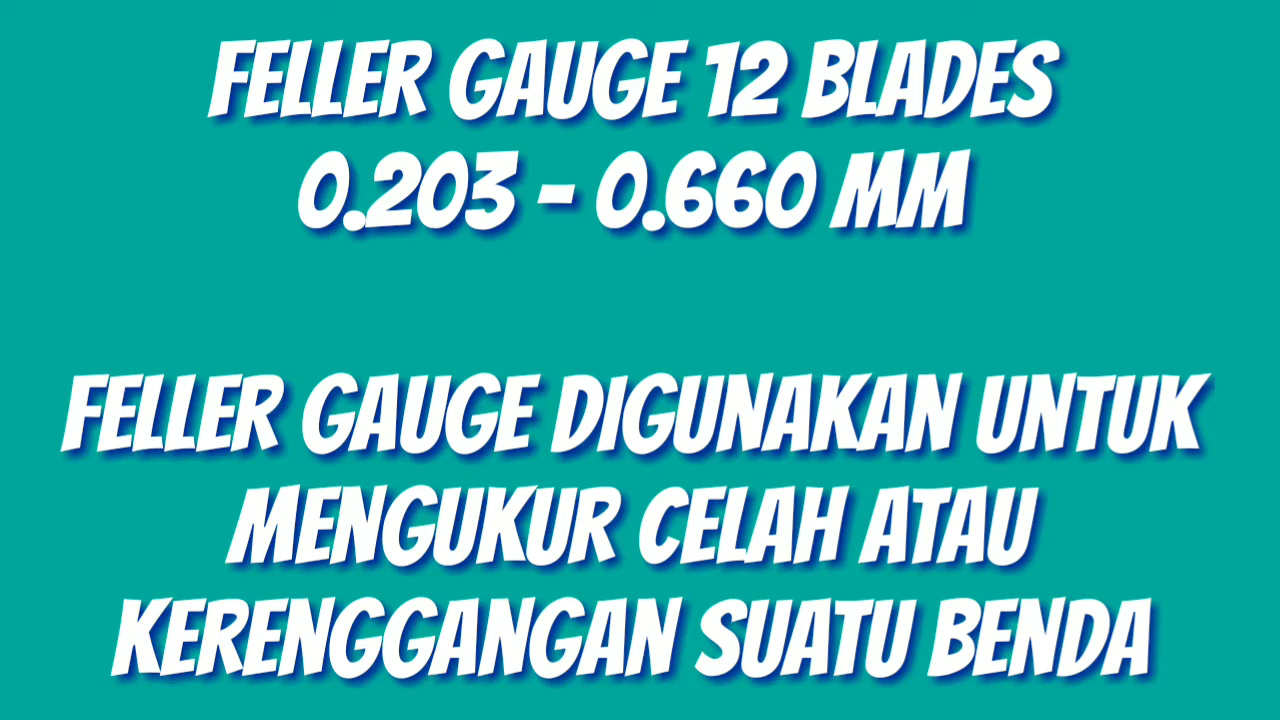 FELLER GAUGE 12 BLADES
0.203 - 0.660 MM
FELLER GAUGE DIGUNAKAN UNTUK
MENGUKUR CELAH ATAU
KERENGGANGAN SUATU BENDA